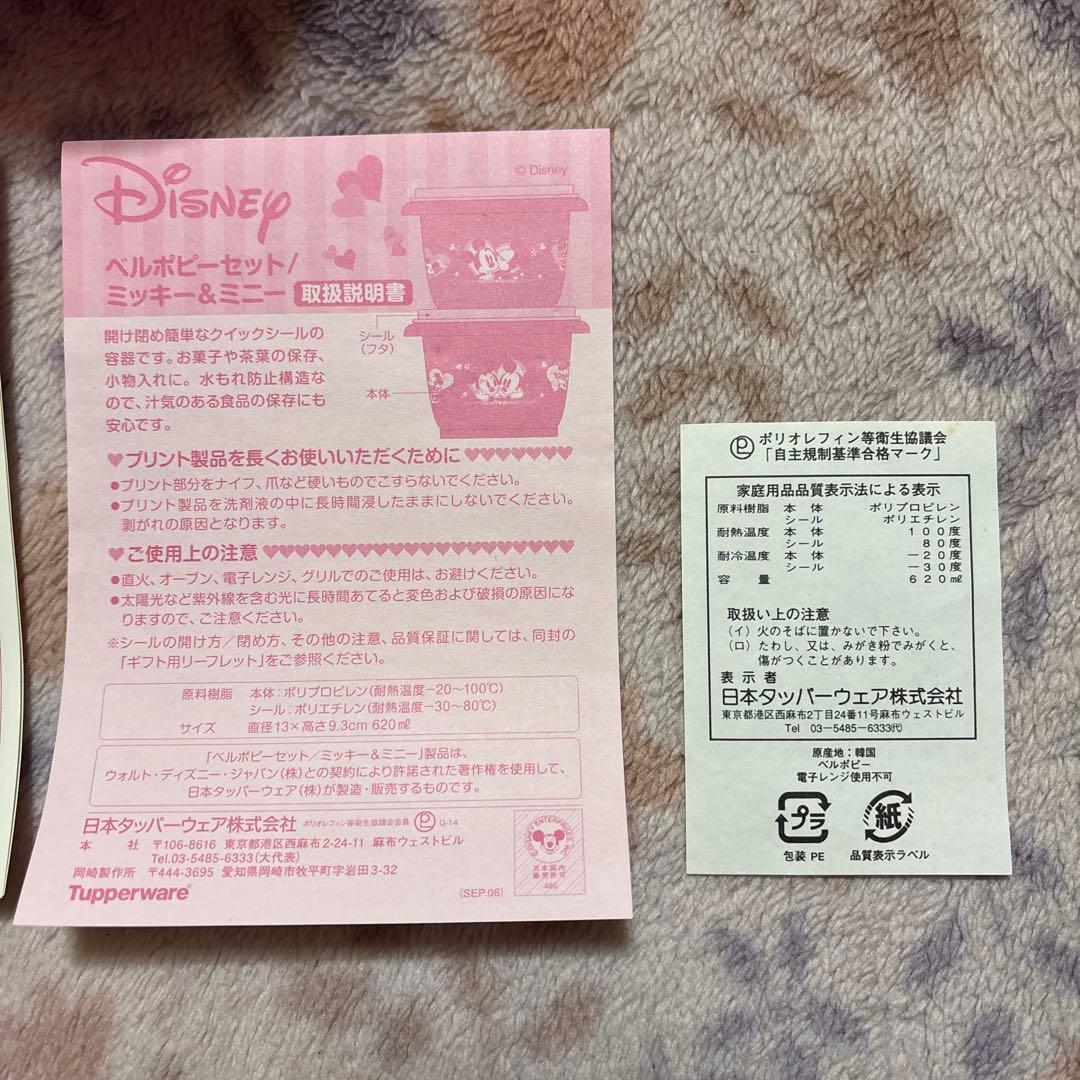 DISNEY
© Disney
ベルポピーセット/
ミッキー&ミニー 取扱説明書
開け閉め簡単なクイックシールの
容器です。お菓子や茶葉の保存、
小物入れに。水もれ防止構造な
ので、汁気のある食品の保存にも
安心です。
シール
(フタ)
本体
♥プリント製品を長くお使いいただくために♥♥♥♥♥♥♥
●プリント部分をナイフ、爪など硬いものでこすらないでください。
●プリント製品を洗剤液の中に長時間浸したままにしないでください。
剥がれの原因となります。
♥ご使用上の注意♥♥♥♥♥♥♥♥♥♥♥♥♥♥♥♥♥♥♥♥
●直火、オーブン、電子レンジ、グリルでのご使用は、お避けください。
●太陽光など紫外線を含む光に長時間あてると変色および破損の原因にな
りますので、ご注意ください。
※シールの開け方/閉め方、その他の注意、品質保証に関しては、同封の
「ギフト用リーフレット」をご参照ください。
原料樹脂 本体:ポリプロピレン(耐熱温度−20〜100℃)
シール:ポリエチレン(耐熱温度−30〜80℃)
サイズ 直径13×高さ9.3cm 620㎖
「ベルポピーセット/ミッキー&ミニー」製品は、
ウォルト・ディズニー・ジャパン(株)との契約により許諾された著作権を使用して、
日本タッパーウェア(株)が製造・販売するものです。
日本タッパーウェア株式会社 ポリオレフィン等衛生協議会会員 P G-14
本 社 〒106-8616 東京都港区西麻布2-24-11 麻布ウェストビル
Tel.03-5485-6333(大代表)
岡崎製作所 〒444-3695 愛知県岡崎市牧平町字岩田3-32
Tupperware (SEP.06)
DISNEY ENTERPRISES INC
日本国内
販売許可
480
P ポリオレフィン等衛生協議会
「自主規制基準合格マーク」
家庭用品品質表示法による表示
原料樹脂 本体 ポリプロピレン
シール ポリエチレン
耐熱温度 本体 100度
シール 80度
耐冷温度 本体 −20度
シール −30度
容量 620㎖
取扱い上の注意
(イ)火のそばに置かないで下さい。
(ロ)たわし、又は、みがき粉でみがくと、
傷がつくことがあります。
表示者
日本タッパーウェア株式会社
東京都港区西麻布2丁目24番11号麻布ウェストビル
Tel 03-5485-6333㈹
原産地:韓国
ベルポピー
電子レンジ使用不可
プラ 紙
包装 PE 品質表示ラベル